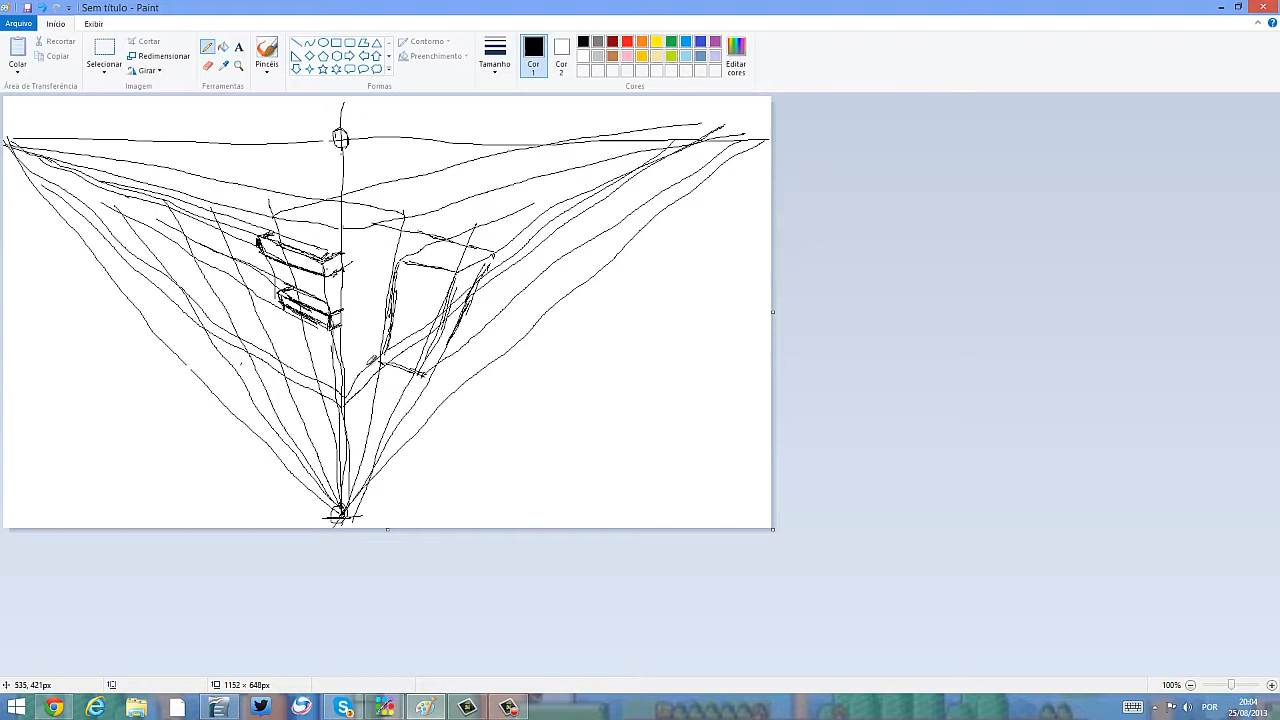 Sem título - Paint
Arquivo Início Exibir
Colar
Recortar
Copiar
Área de Transferência
Selecionar
Cortar
Redimensionar
Girar
Imagem
A
Ferramentas
Pincéis
Contorno
Preenchimento
Formas
Tamanho
Cor 1
Cor 2
Editar cores
Cores
535, 421px
1152 × 648px
100%
POR
20:04
25/08/2013